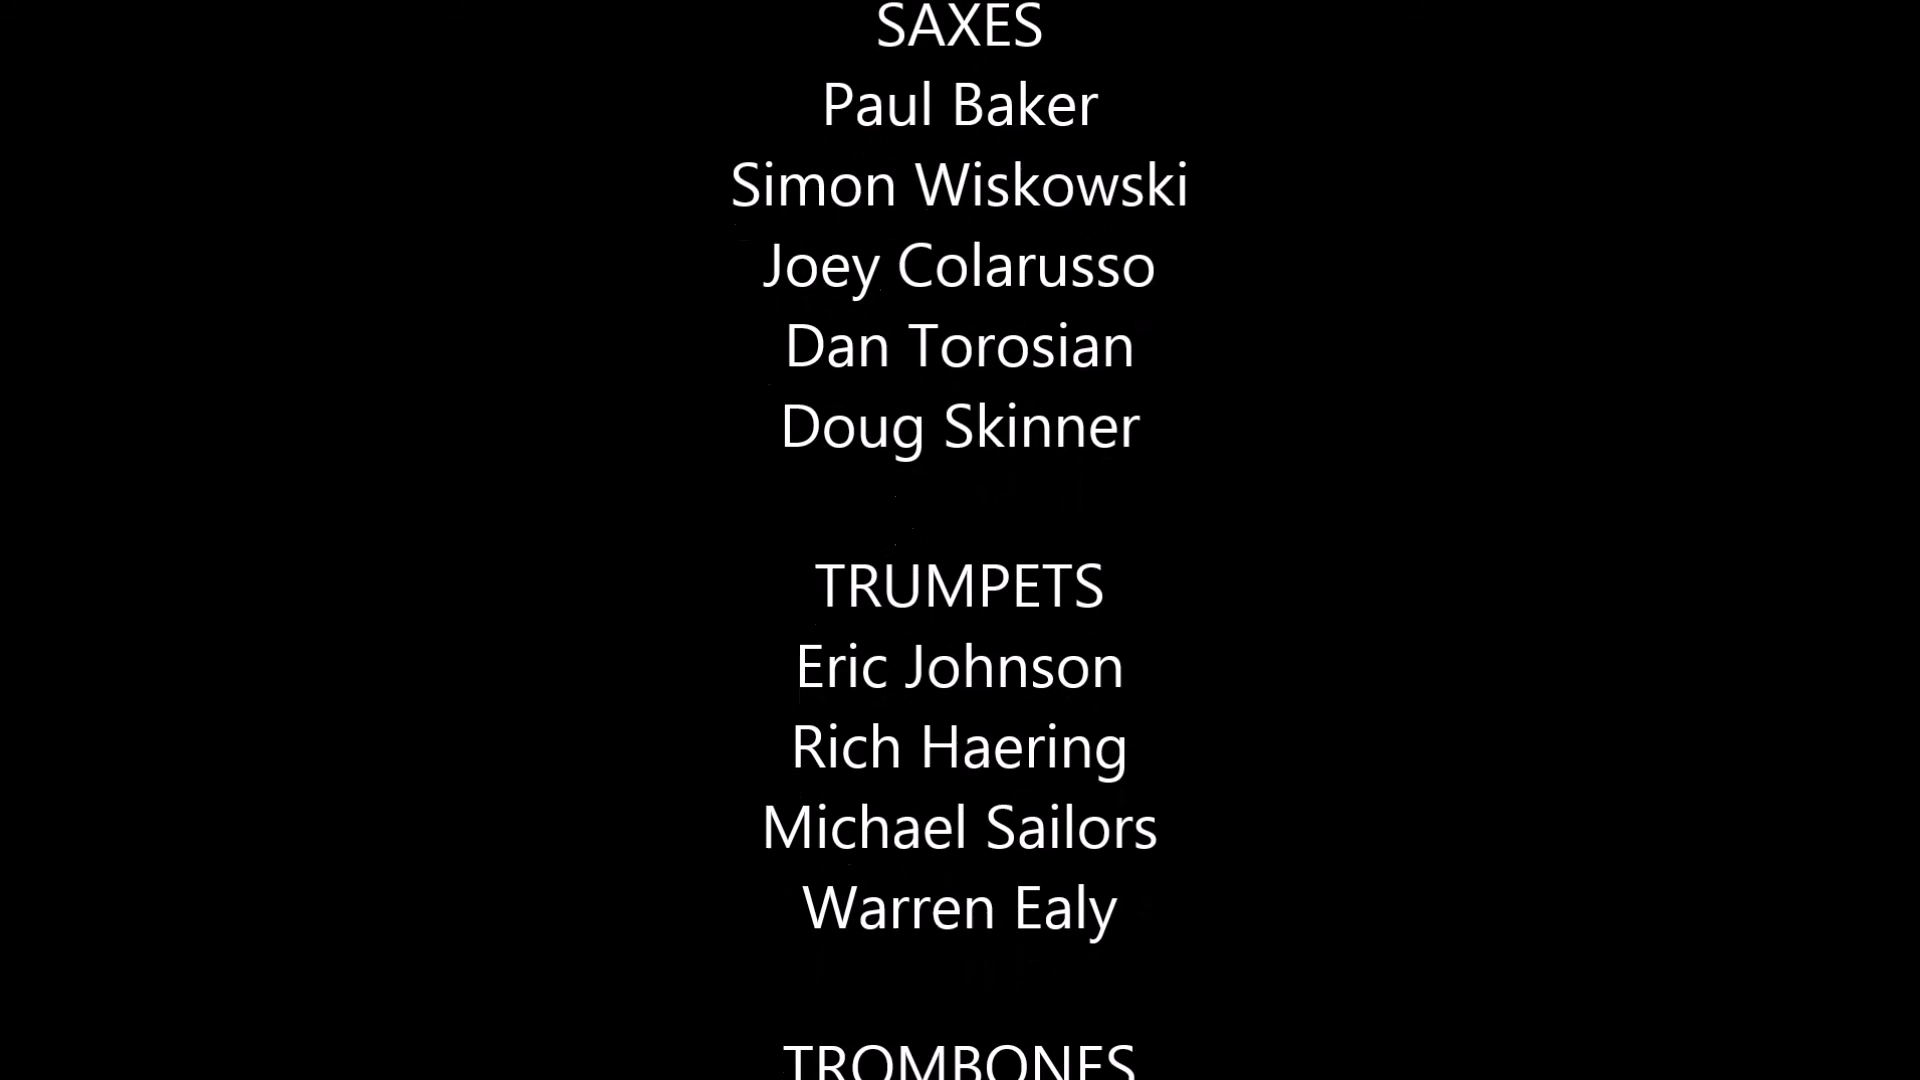 SAXES
Paul Baker
Simon Wiskowski
Joey Colarusso
Dan Torosian
Doug Skinner
TRUMPETS
Eric Johnson
Rich Haering
Michael Sailors
Warren Ealy
TROMBONES